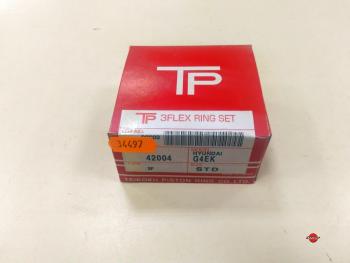 TP
TP 3FLEX RING SET
34497
42004
HYUNDAI
G4EK
STD
TEIKOKU PISTON RING CO., LTD.